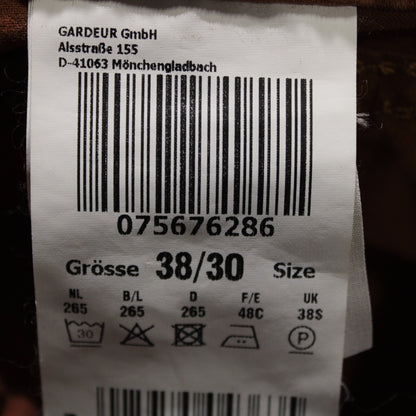 GARDEUR GmbH
Alsstraße 155
D-41063 Mönchengladbach
075676286
Grösse 38/30 Size
NL B/L D F/E UK
265 265 265 48C 38S
30 P